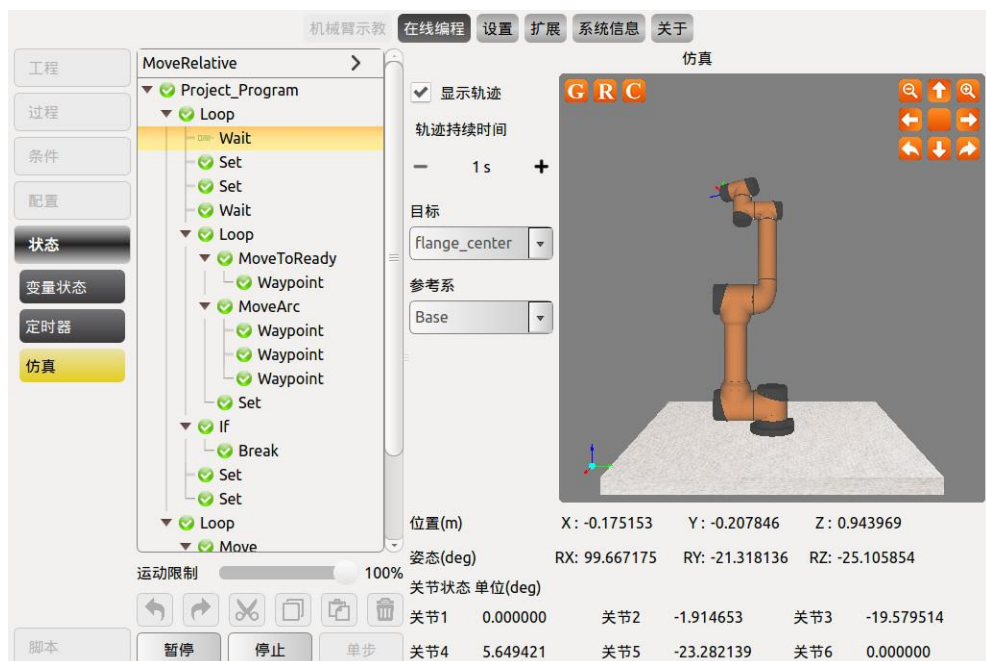 机械臂示教 在线编程 设置 扩展 系统信息 关于
工程
过程
条件
配置
状态
变量状态
定时器
仿真
脚本
MoveRelative
Project_Program
Loop
Wait
Set
Set
Wait
Loop
MoveToReady
Waypoint
MoveArc
Waypoint
Waypoint
Waypoint
Set
If
Break
Set
Set
Loop
Move
运动限制 100%
暂停 停止 单步
显示轨迹
轨迹持续时间
− 1 s +
目标
flange_center
参考系
Base
仿真
G R C
位置(m) X : -0.175153 Y : -0.207846 Z : 0.943969
姿态(deg) RX: 99.667175 RY: -21.318136 RZ: -25.105854
关节状态 单位(deg)
关节1 0.000000 关节2 -1.914653 关节3 -19.579514
关节4 5.649421 关节5 -23.282139 关节6 0.000000